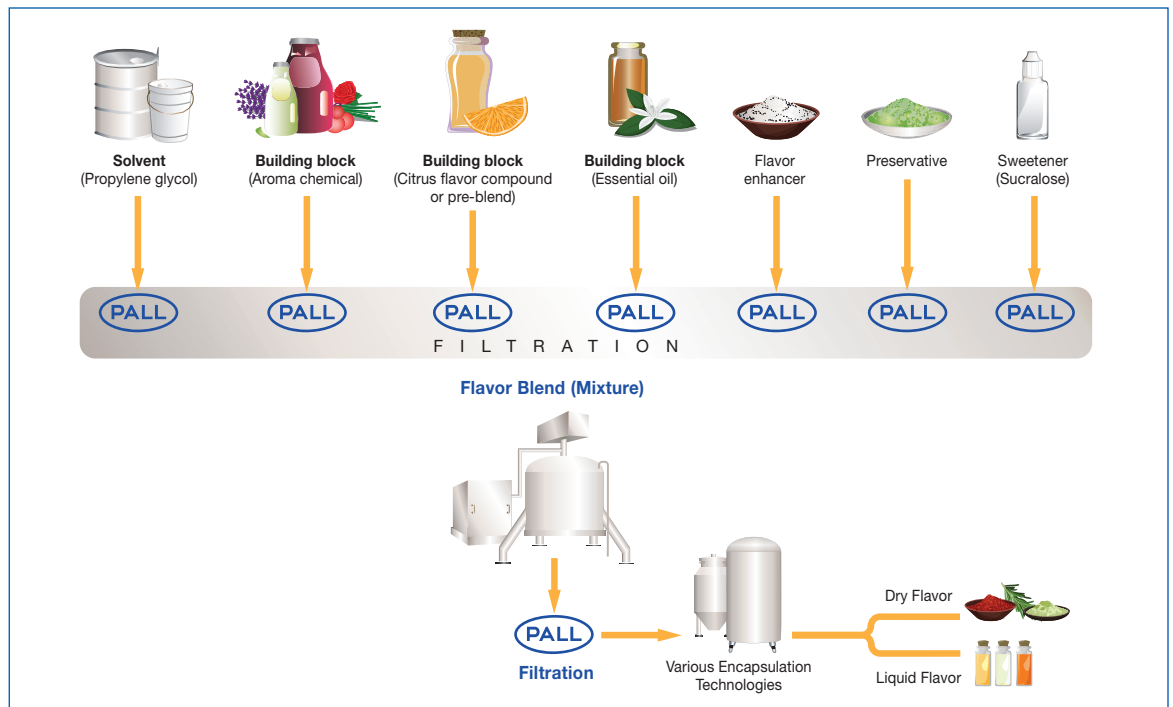 Solvent
(Propylene glycol)
Building block
(Aroma chemical)
Building block
(Citrus flavor compound
or pre-blend)
Building block
(Essential oil)
Flavor
enhancer
Preservative
Sweetener
(Sucralose)
PALL
PALL
PALL
PALL
PALL
PALL
PALL
FILTRATION
Flavor Blend (Mixture)
PALL
Filtration
Various Encapsulation
Technologies
Dry Flavor
Liquid Flavor